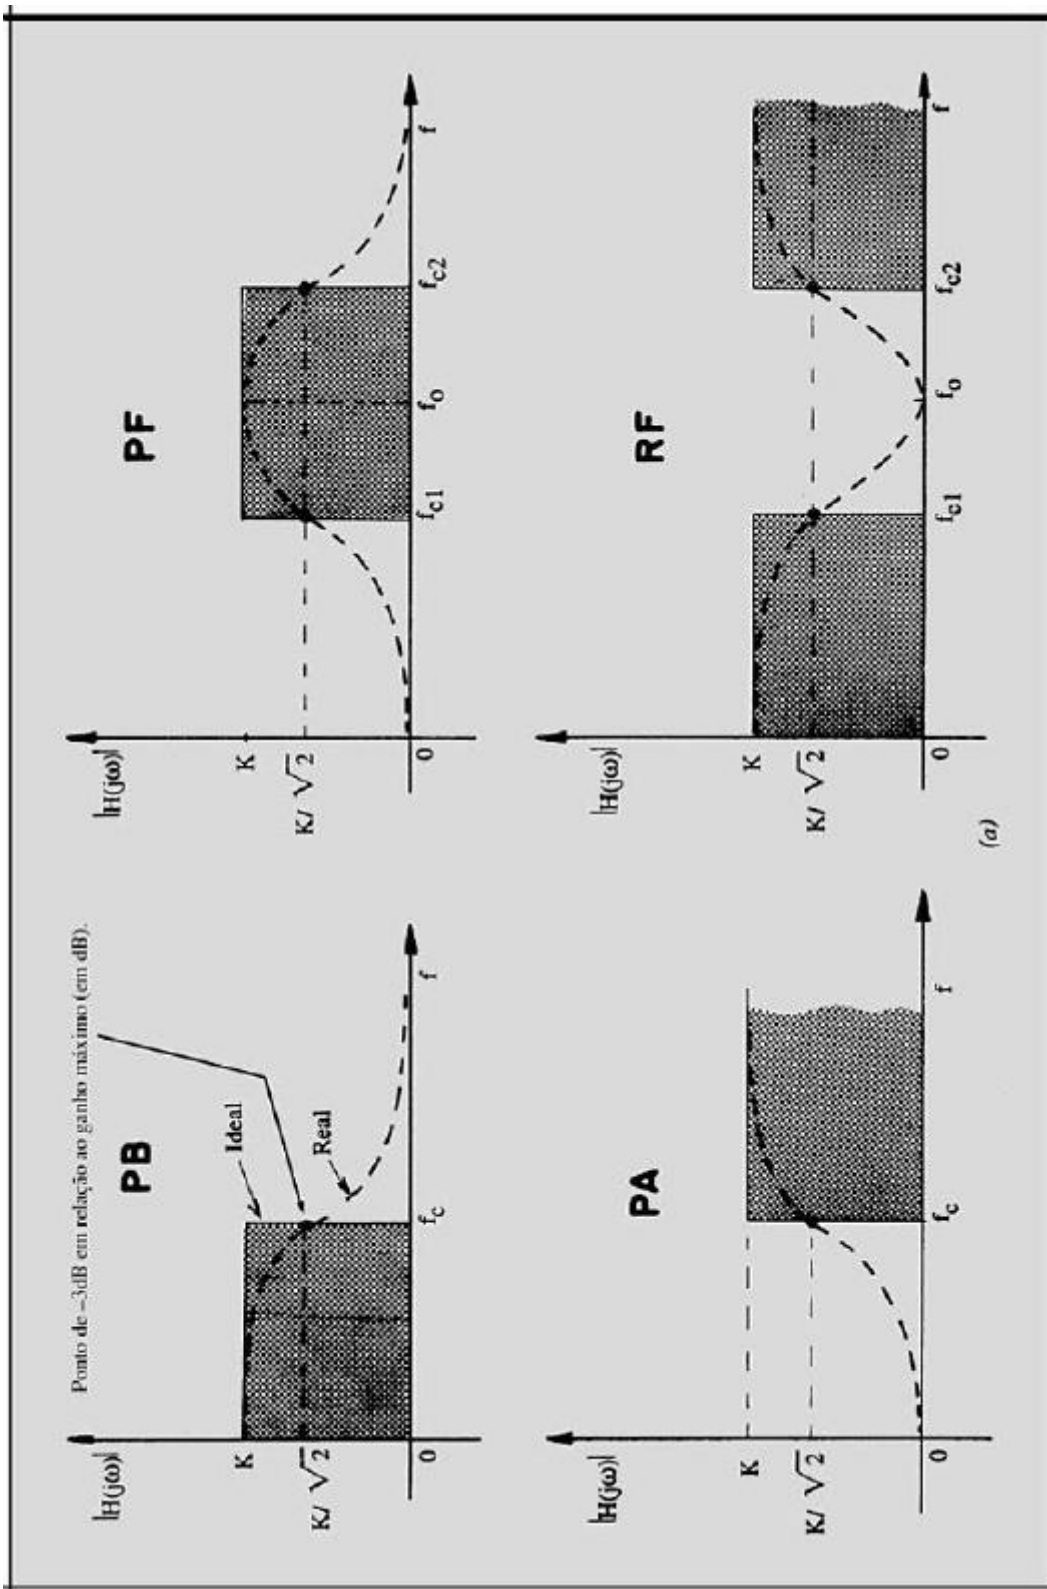 Ponto de –3dB em relação ao ganho máximo (em dB).
|H(jω)|
PB
K
Ideal
K/ √2
Real
0
f_c
f
|H(jω)|
PF
K
K/ √2
0
f_c1
f_o
f_c2
f
|H(jω)|
PA
K
K/ √2
0
f_c
f
|H(jω)|
RF
K
K/ √2
0
f_c1
f_o
f_c2
f
(a)